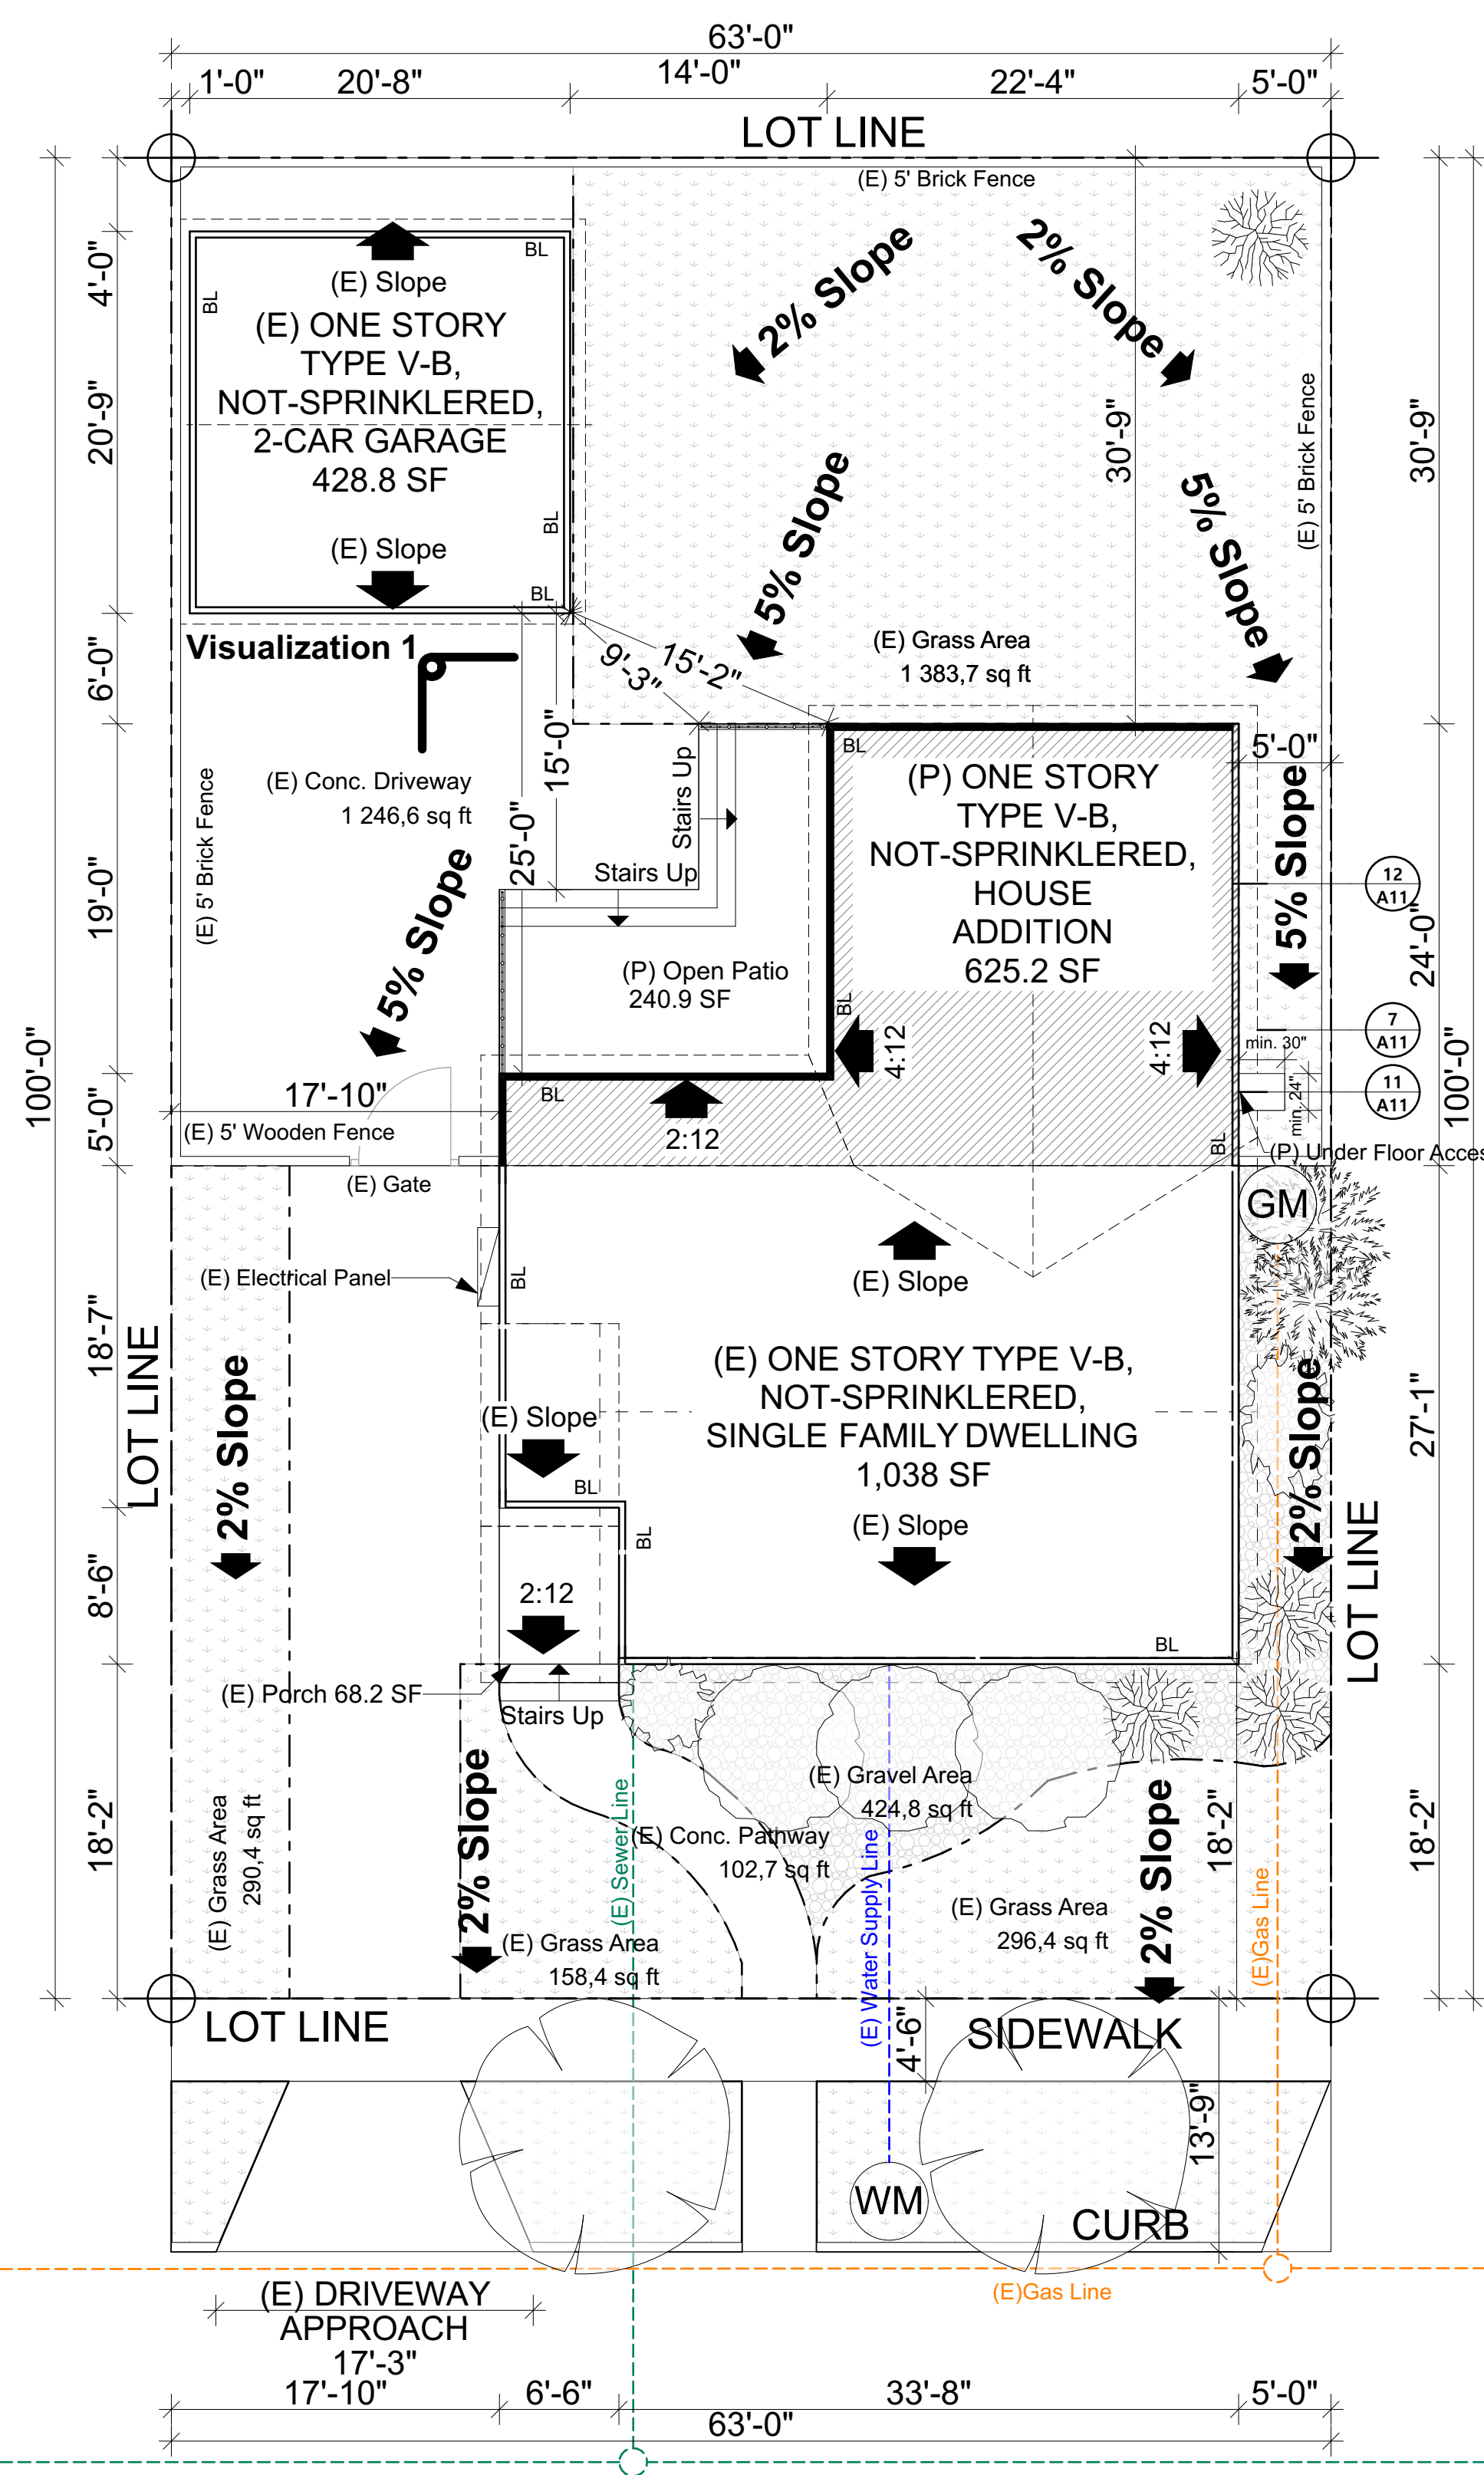 63'-0"
1'-0"
20'-8"
14'-0"
22'-4"
5'-0"
LOT LINE
(E) 5' Brick Fence
4'-0"
20'-9"
6'-0"
19'-0"
5'-0"
100'-0"
18'-7"
8'-6"
18'-2"
BL
BL
(E) Slope
(E) ONE STORY
TYPE V-B,
NOT-SPRINKLERED,
2-CAR GARAGE
428.8 SF
(E) Slope
BL
BL
2% Slope
2% Slope
5% Slope
5% Slope
30'-9"
(E) 5' Brick Fence
30'-9"
Visualization 1
9'-3"
15'-2"
(E) Grass Area
1 383,7 sq ft
15'-0"
25'-0"
(E) Conc. Driveway
1 246,6 sq ft
(E) 5' Brick Fence
5% Slope
Stairs Up
Stairs Up
(P) Open Patio
240.9 SF
BL
(P) ONE STORY
TYPE V-B,
NOT-SPRINKLERED,
HOUSE
ADDITION
625.2 SF
BL
4:12
4:12
5'-0"
5% Slope
12
A11
24'-0"
7
A11
min. 30"
min. 24"
11
A11
100'-0"
(P) Under Floor Acces
BL
17'-10"
(E) 5' Wooden Fence
(E) Gate
BL
2:12
GM
(E) Electrical Panel
BL
(E) Slope
LOT LINE
2% Slope
(E) Slope
BL
BL
(E) ONE STORY TYPE V-B,
NOT-SPRINKLERED,
SINGLE FAMILY DWELLING
1,038 SF
(E) Slope
BL
2% Slope
27'-1"
LOT LINE
2:12
(E) Porch 68.2 SF
Stairs Up
(E) Grass Area
290,4 sq ft
2% Slope
(E) Sewer Line
(E) Gravel Area
424,8 sq ft
(E) Conc. Pathway
102,7 sq ft
(E) Water Supply Line
(E) Grass Area
158,4 sq ft
(E) Grass Area
296,4 sq ft
2% Slope
18'-2"
(E)Gas Line
18'-2"
LOT LINE
4'-6"
SIDEWALK
13'-9"
WM
CURB
(E)Gas Line
(E) DRIVEWAY
APPROACH
17'-3"
17'-10"
6'-6"
33'-8"
5'-0"
63'-0"